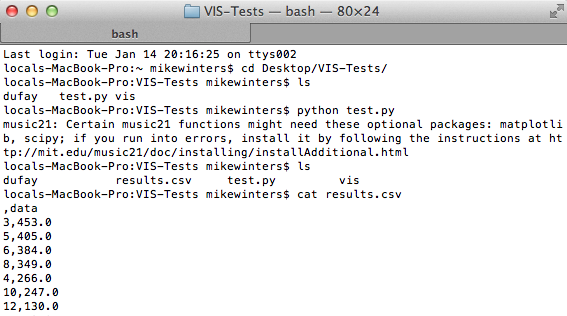 VIS-Tests — bash — 80×24
bash
Last login: Tue Jan 14 20:16:25 on ttys002
locals-MacBook-Pro:~ mikewinters$ cd Desktop/VIS-Tests/
locals-MacBook-Pro:VIS-Tests mikewinters$ ls
dufay   test.py vis
locals-MacBook-Pro:VIS-Tests mikewinters$ python test.py
music21: Certain music21 functions might need these optional packages: matplotli
b, scipy; if you run into errors, install it by following the instructions at ht
tp://mit.edu/music21/doc/installing/installAdditional.html
locals-MacBook-Pro:VIS-Tests mikewinters$ ls
dufay           results.csv     test.py         vis
locals-MacBook-Pro:VIS-Tests mikewinters$ cat results.csv
,data
3,453.0
5,405.0
6,384.0
8,349.0
4,266.0
10,247.0
12,130.0